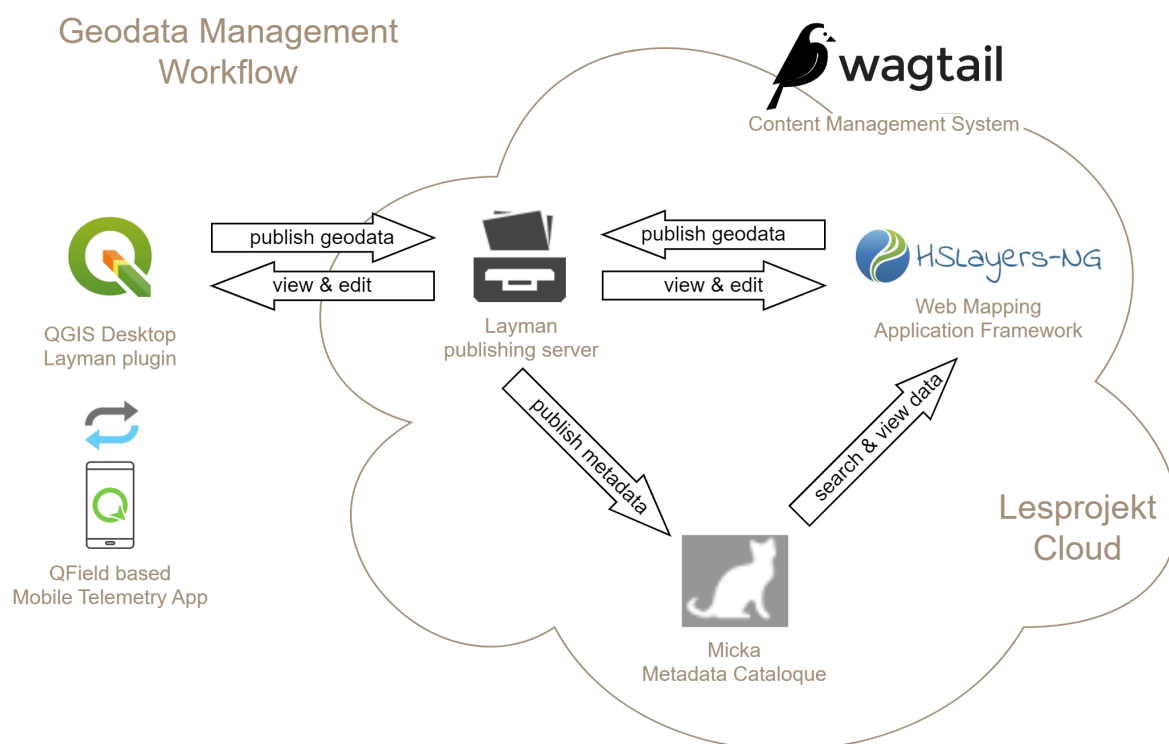 Geodata Management
Workflow
wagtail
Content Management System
publish geodata
view & edit
publish geodata
view & edit
HSLayers-NG
QGIS Desktop
Layman plugin
Layman
publishing server
Web Mapping
Application Framework
publish metadata
search & view data
Lesprojekt
Cloud
QField based
Mobile Telemetry App
Micka
Metadata Cataloque